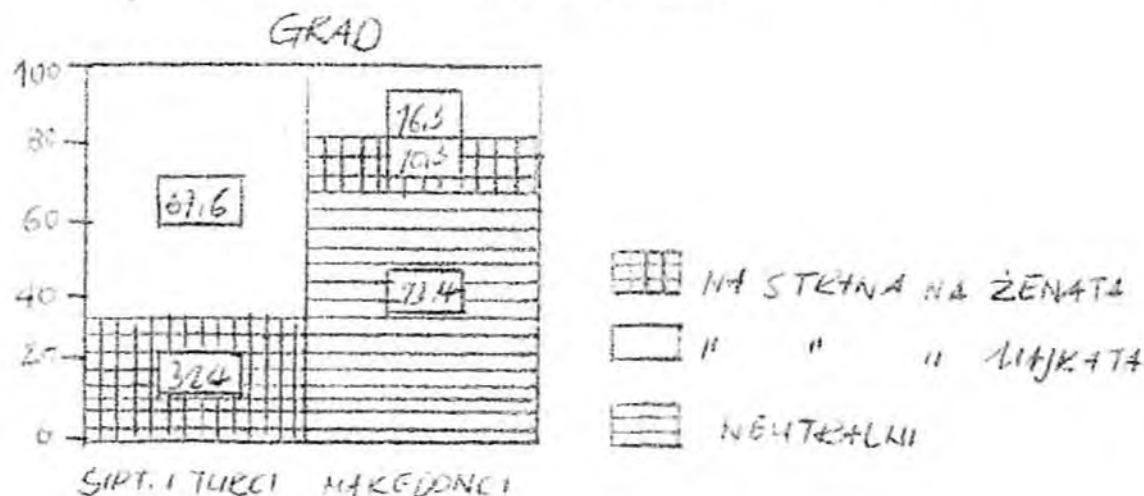 GRAD
100
80
60
40
20
0
67.6
32.4
16.3
10.3
73.4
ŠIPT. I TURCI MAKEDONCI
NA STRANA NA ŽENATA
" " " MAJKATA
NEUTRALNI